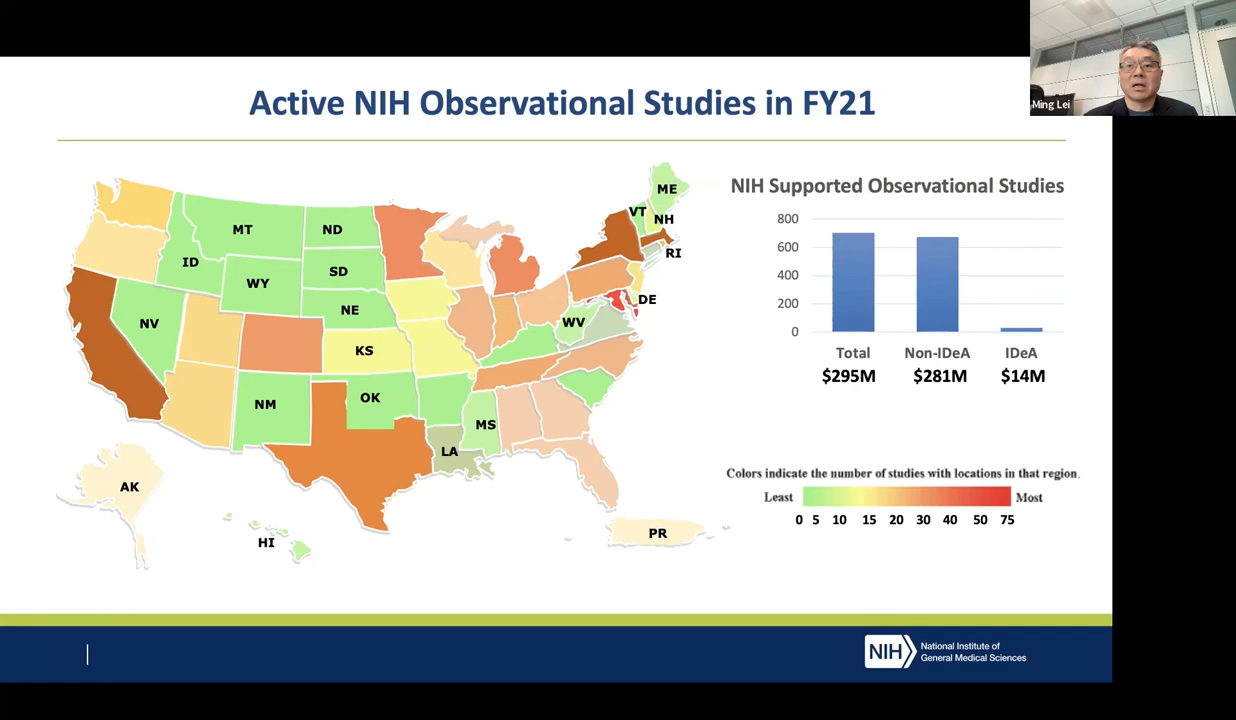 Ming Lei
Active NIH Observational Studies in FY21
ME
VT
NH
MT
ND
RI
ID
SD
WY
DE
NE
NV
WV
KS
OK
NM
MS
LA
AK
PR
HI
NIH Supported Observational Studies
800
600
400
200
0
Total Non-IDeA IDeA
$295M $281M $14M
Colors indicate the number of studies with locations in that region.
Least Most
0 5 10 15 20 30 40 50 75
NIH
National Institute of
General Medical Sciences